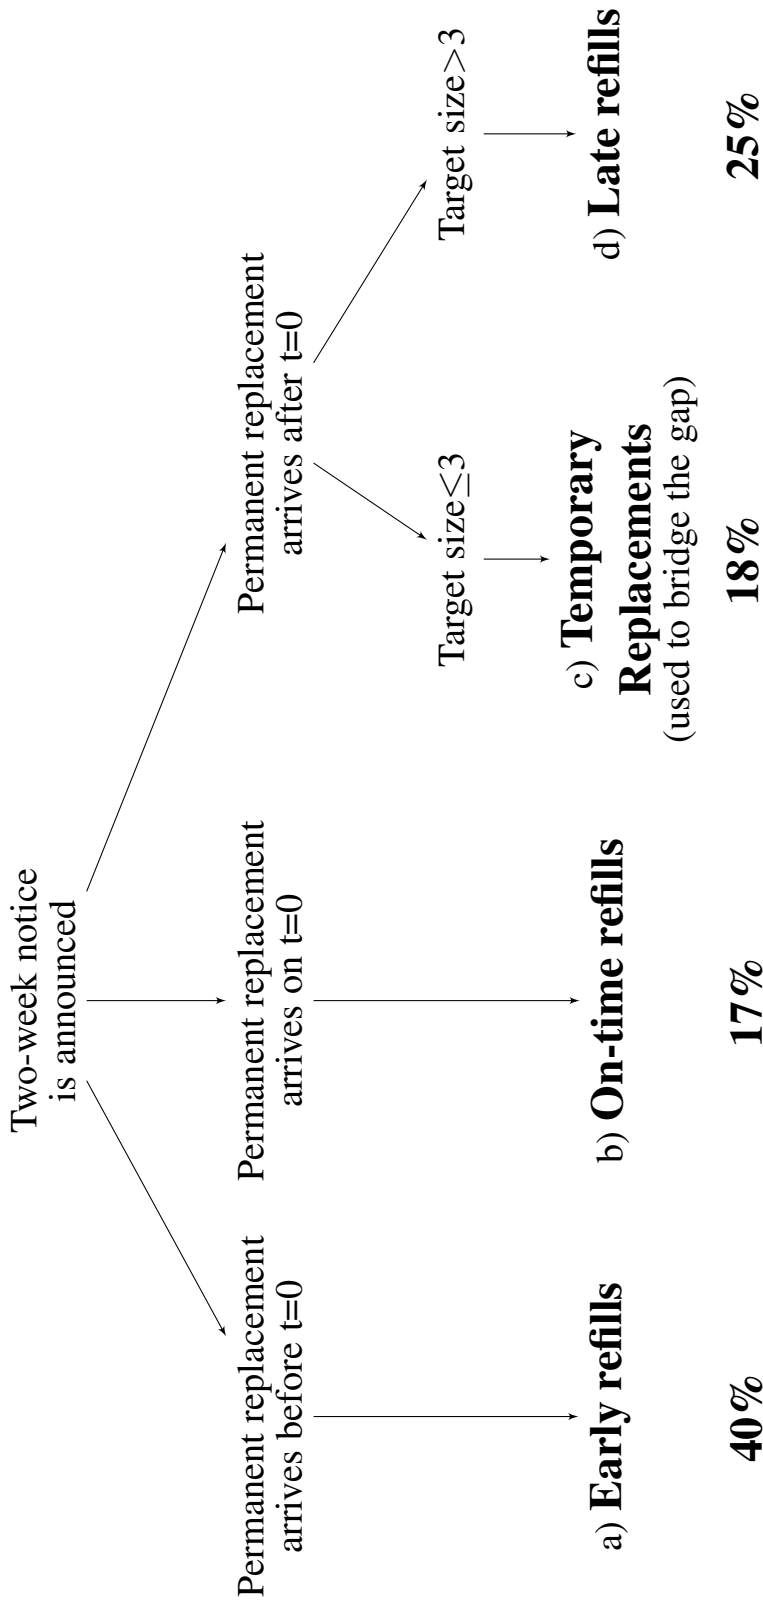 Two-week notice
is announced
Permanent replacement
arrives before t=0
Permanent replacement
arrives on t=0
Permanent replacement
arrives after t=0
Target size≤3
Target size>3
a) Early refills
b) On-time refills
c) Temporary
Replacements
(used to bridge the gap)
d) Late refills
40%
17%
18%
25%